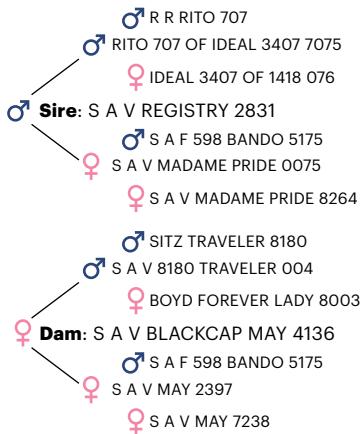 R R RITO 707
RITO 707 OF IDEAL 3407 7075
IDEAL 3407 OF 1418 076
Sire: S A V REGISTRY 2831
S A F 598 BANDO 5175
S A V MADAME PRIDE 0075
S A V MADAME PRIDE 8264
SITZ TRAVELER 8180
S A V 8180 TRAVELER 004
BOYD FOREVER LADY 8003
Dam: S A V BLACKCAP MAY 4136
S A F 598 BANDO 5175
S A V MAY 2397
S A V MAY 7238